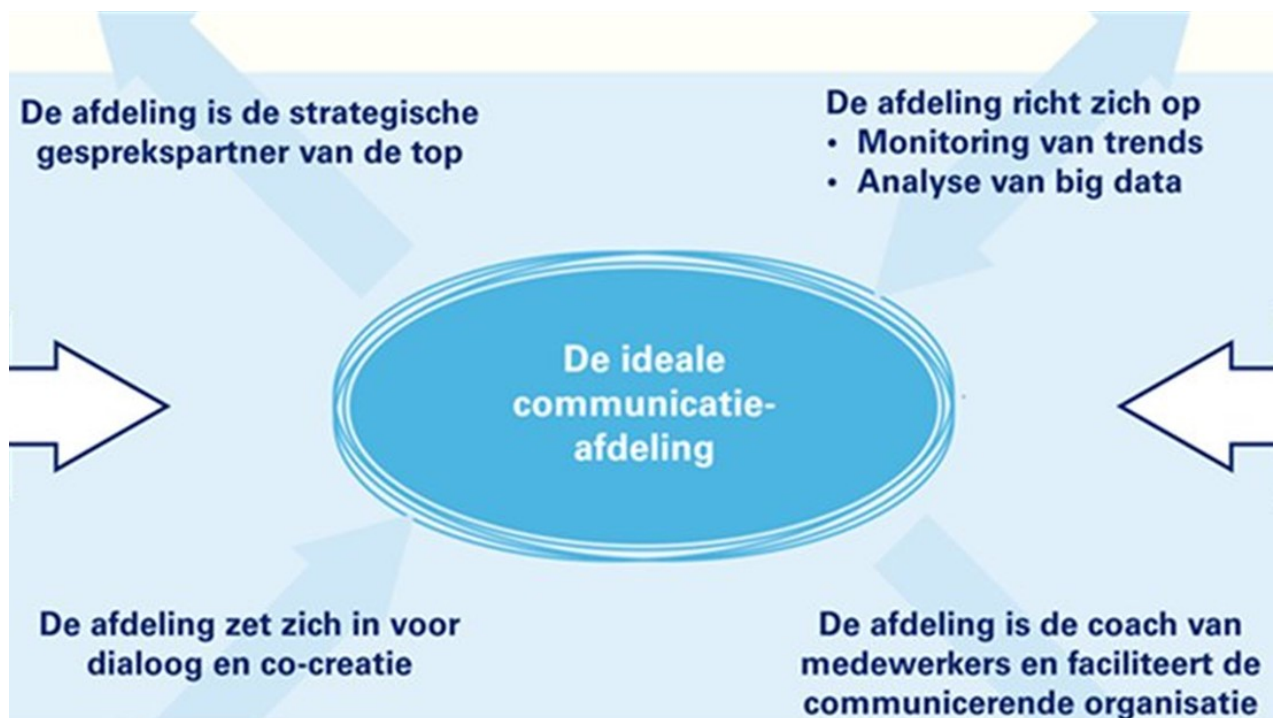 De afdeling is de strategische
gesprekspartner van de top
De afdeling richt zich op
• Monitoring van trends
• Analyse van big data
De ideale
communicatie-
afdeling
De afdeling zet zich in voor
dialoog en co-creatie
De afdeling is de coach van
medewerkers en faciliteert de
communicerende organisatie